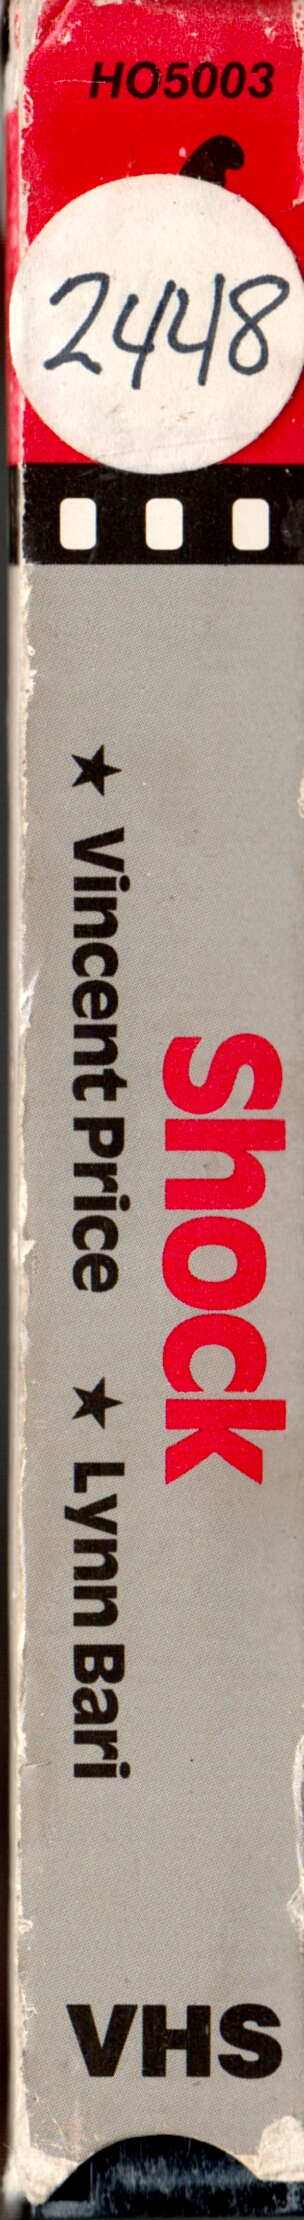 HO5003
2448
Shock
★ Vincent Price ★ Lynn Bari
VHS